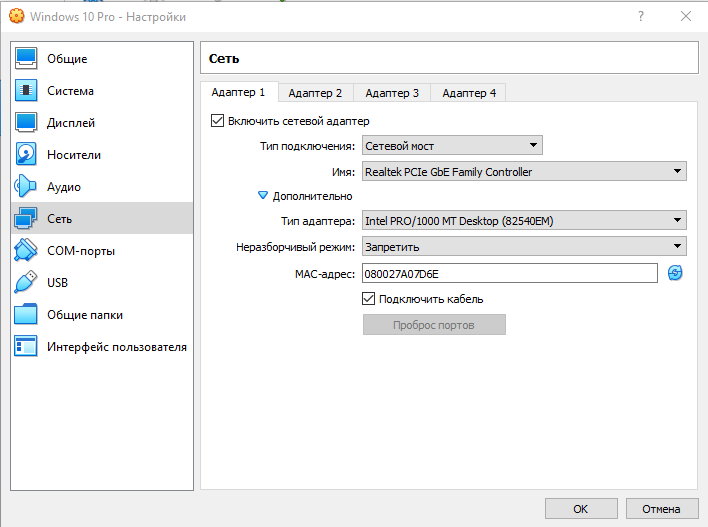 Windows 10 Pro - Настройки
Общие
Система
Дисплей
Носители
Аудио
Сеть
COM-порты
USB
Общие папки
Интерфейс пользователя
Сеть
Адаптер 1 Адаптер 2 Адаптер 3 Адаптер 4
Включить сетевой адаптер
Тип подключения: Сетевой мост
Имя: Realtek PCIe GbE Family Controller
Дополнительно
Тип адаптера: Intel PRO/1000 MT Desktop (82540EM)
Неразборчивый режим: Запретить
MAC-адрес: 080027A07D6E
Подключить кабель
Проброс портов
OK Отмена